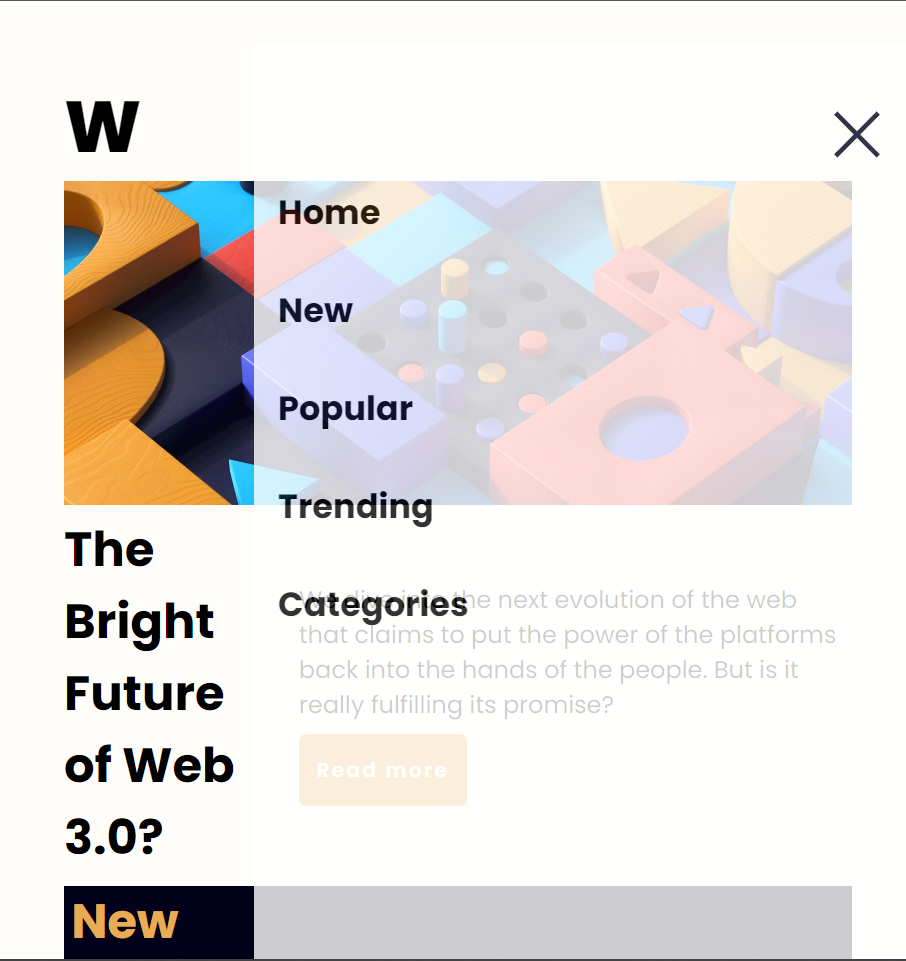 W
Home
New
Popular
Trending
Categories
The
Bright
Future
of Web
3.0?
We dive into the next evolution of the web
that claims to put the power of the platforms
back into the hands of the people. But is it
really fulfilling its promise?
Read more
New